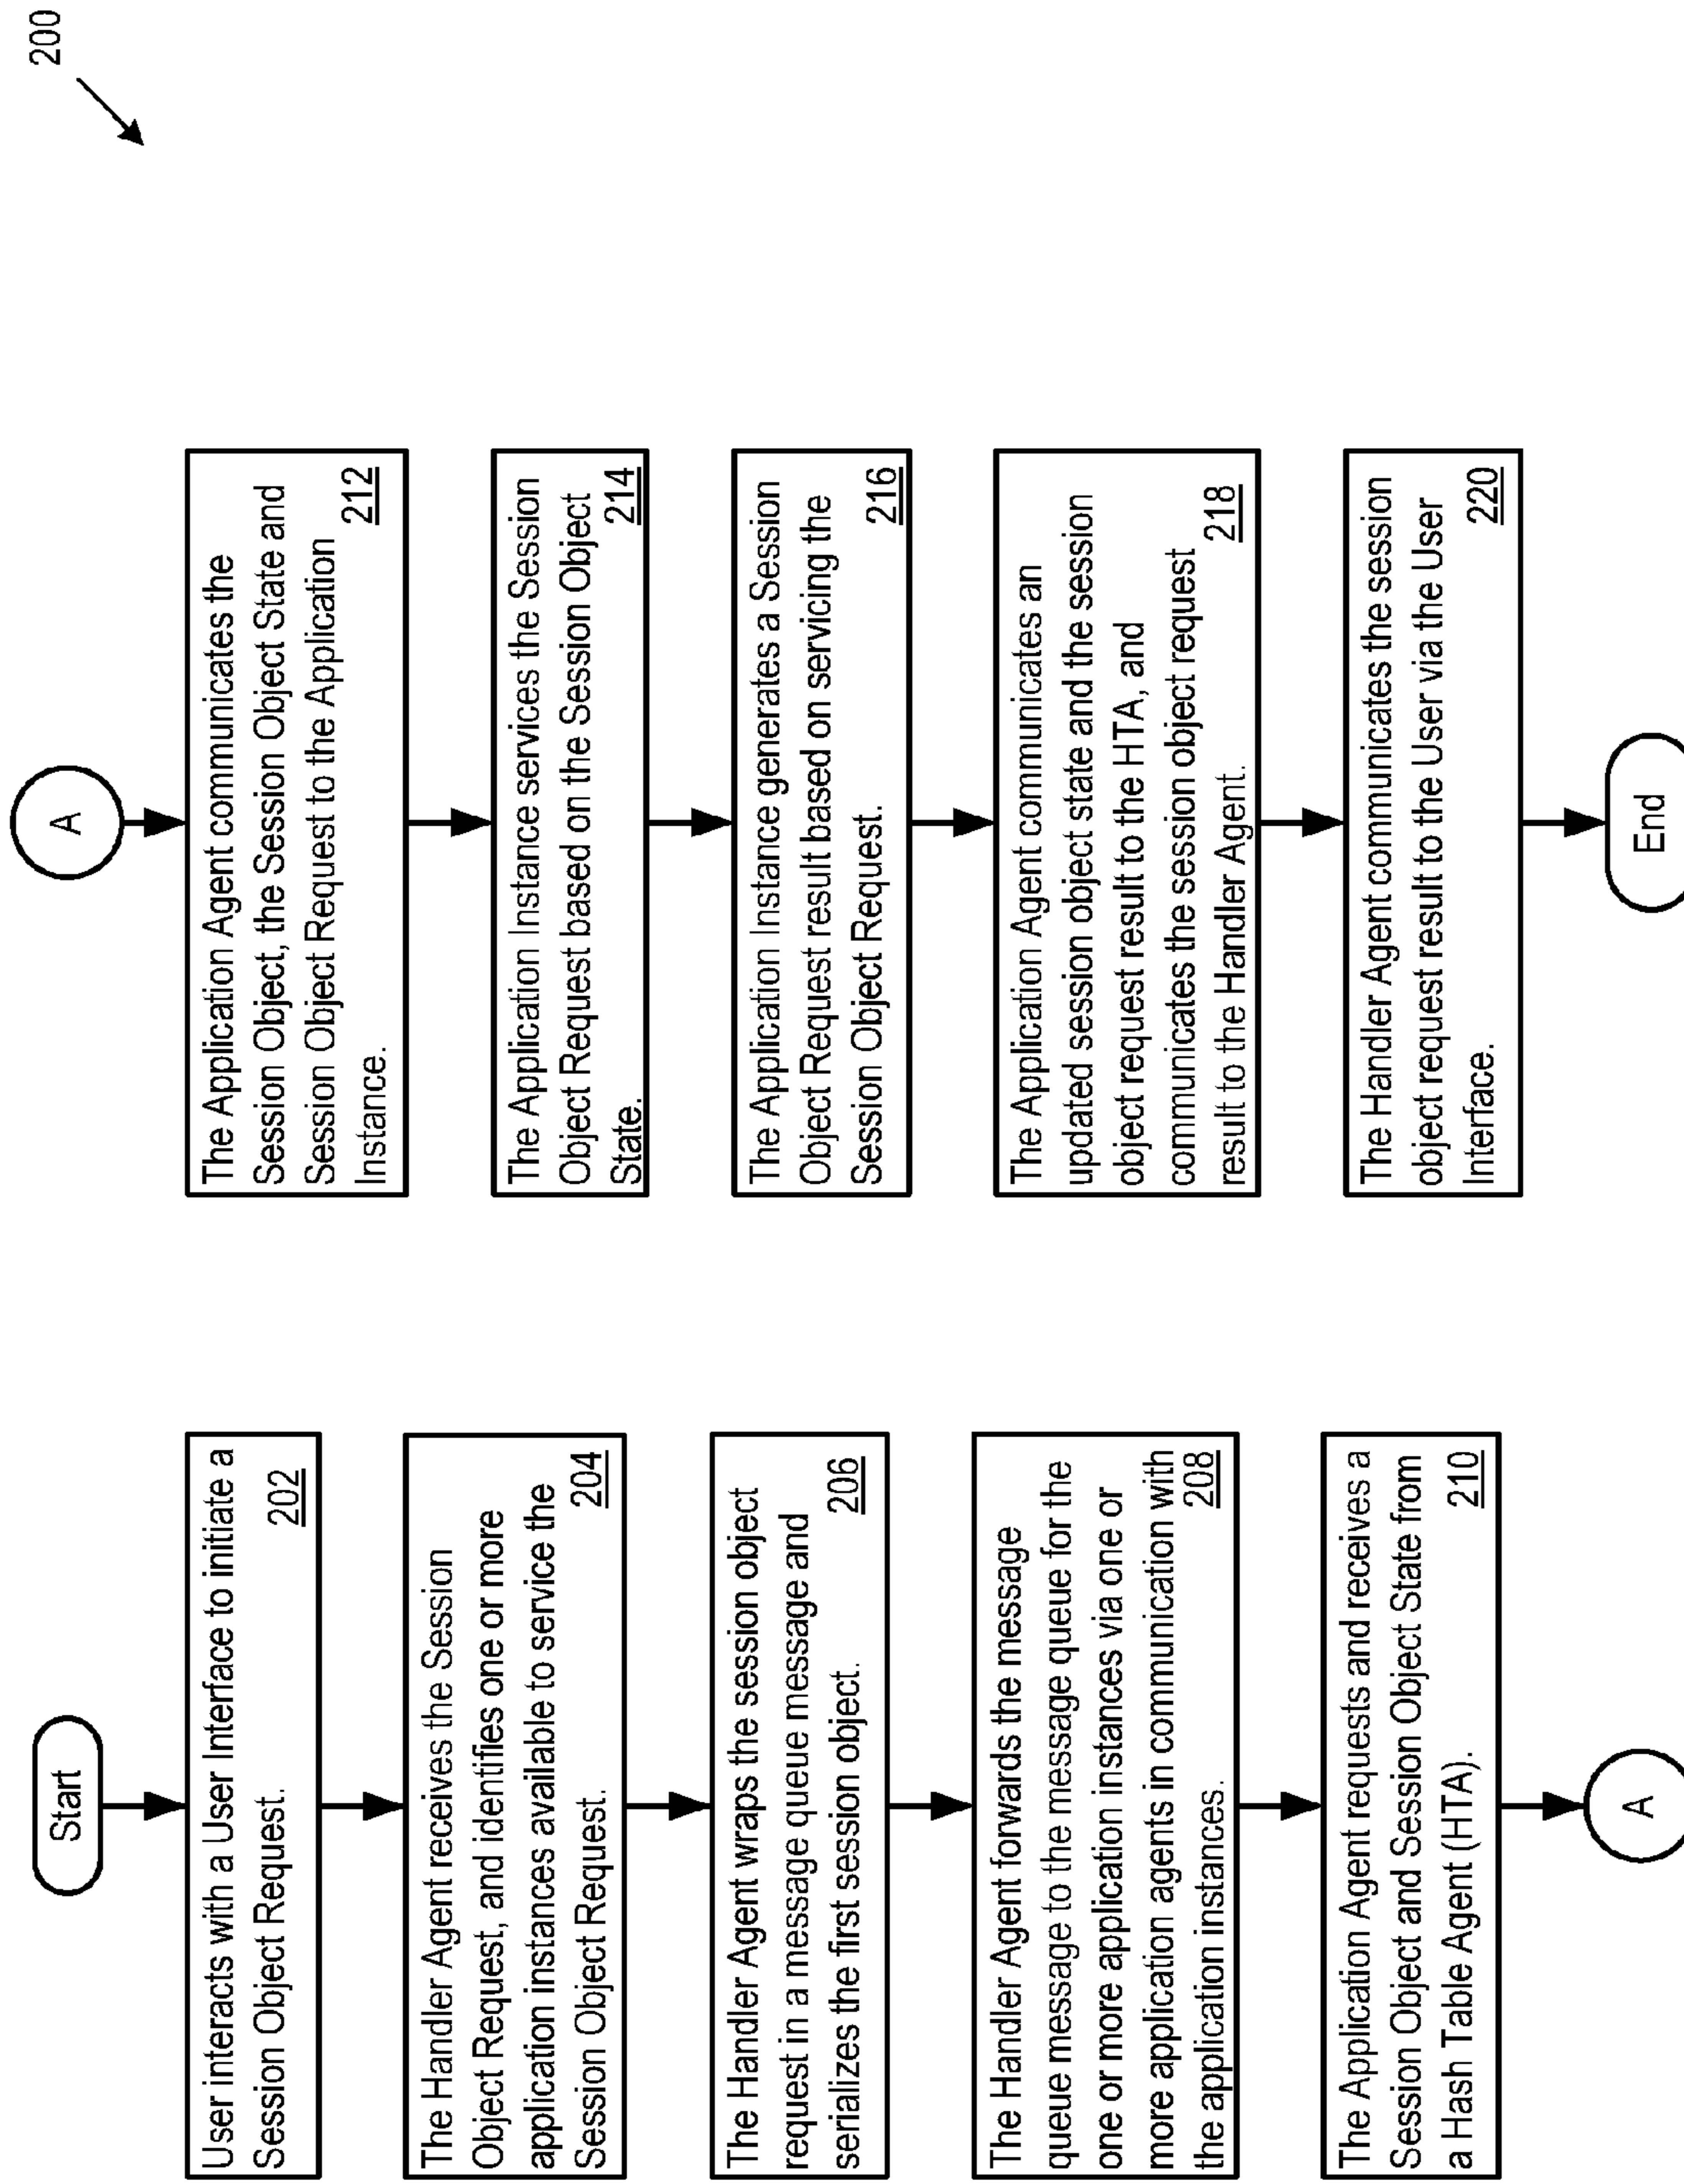 200
Start
User interacts with a User Interface to initiate a
Session Object Request.
202
The Handler Agent receives the Session
Object Request, and identifies one or more
application instances available to service the
Session Object Request.
204
The Handler Agent wraps the session object
request in a message queue message and
serializes the first session object.
206
The Handler Agent forwards the message
queue message to the message queue for the
one or more application instances via one or
more application agents in communication with
the application instances.
208
The Application Agent requests and receives a
Session Object and Session Object State from
a Hash Table Agent (HTA).
210
A
A
The Application Agent communicates the
Session Object, the Session Object State and
Session Object Request to the Application
Instance.
212
The Application Instance services the Session
Object Request based on the Session Object
State.
214
The Application Instance generates a Session
Object Request result based on servicing the
Session Object Request.
216
The Application Agent communicates an
updated session object state and the session
object request result to the HTA, and
communicates the session object request
result to the Handler Agent.
218
The Handler Agent communicates the session
object request result to the User via the User
Interface.
220
End